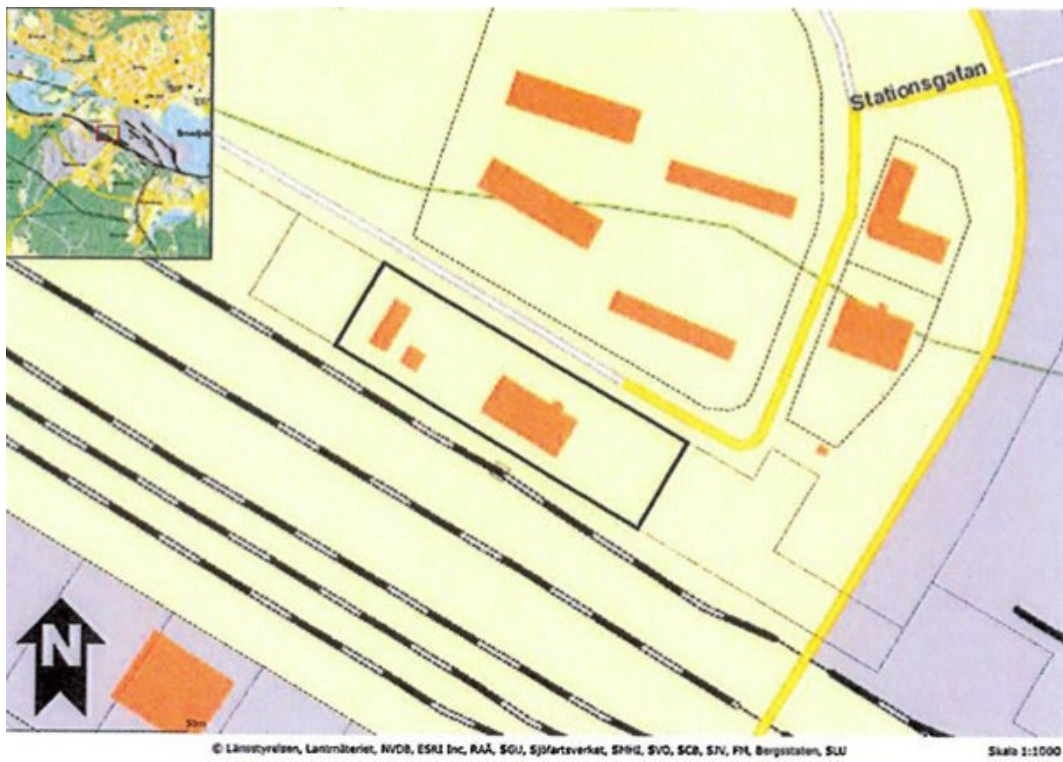 Stationsgatan
N
50m
© Länsstyrelsen, Lantmäteriet, NVDB, ESRI Inc, RAÄ, SGU, Sjöfartsverket, SMHI, SVO, SCB, SJV, FM, Bergsstaten, SLU
Skala 1:1000